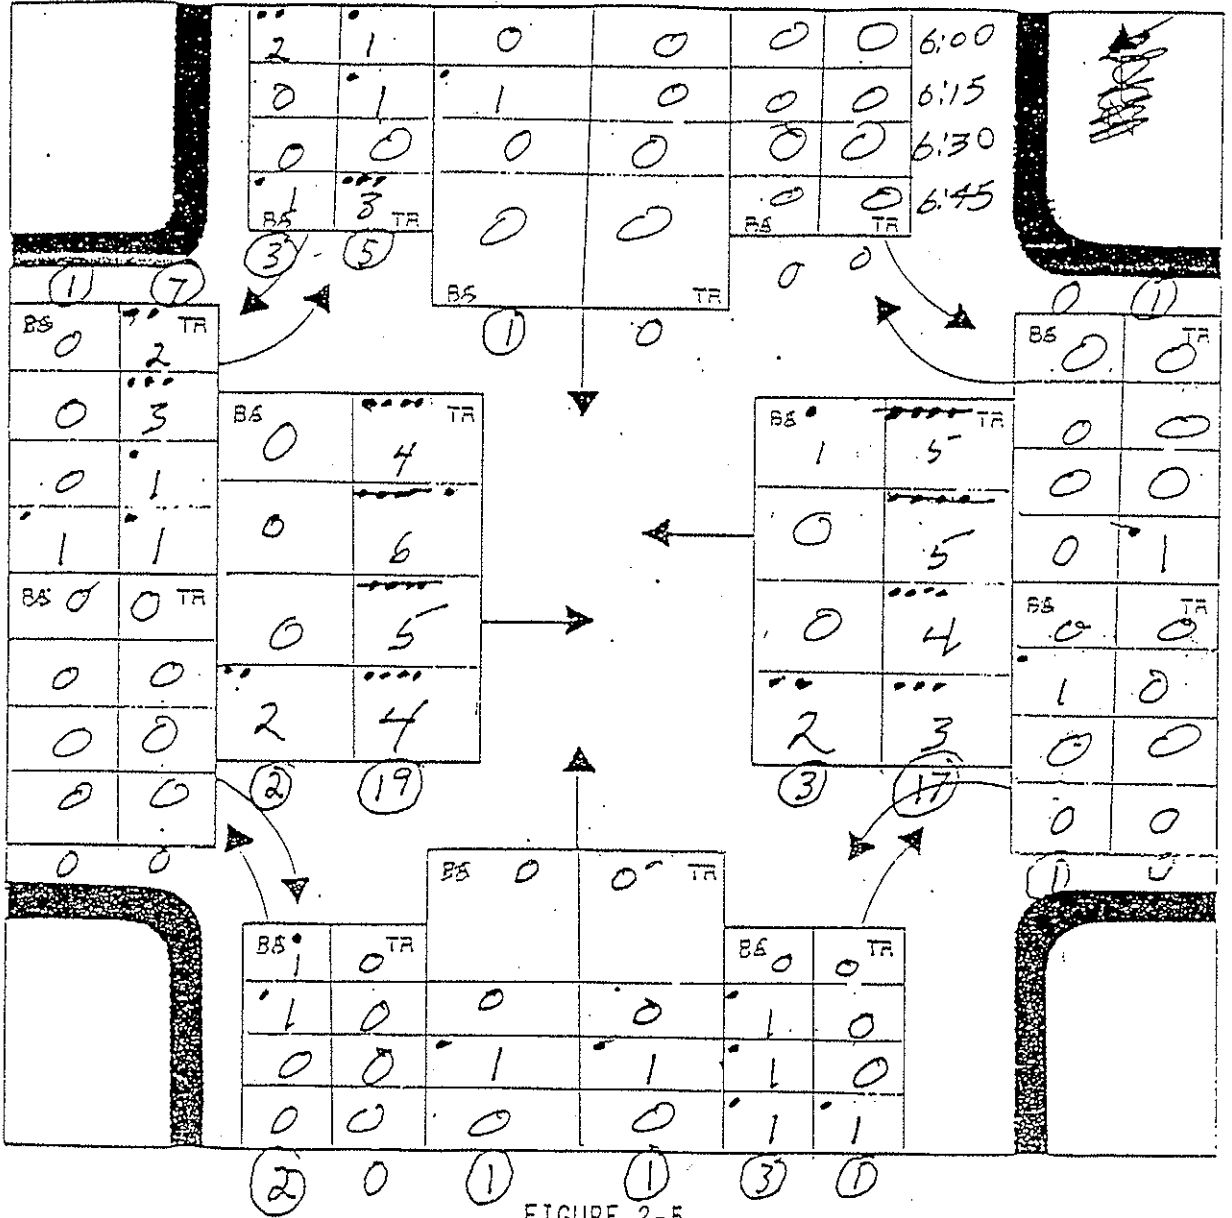 2 1 0 0 0 0 6:00
0 1 1 0 0 0 6:15
0 0 0 0 0 0 6:30
1 3 0 0 0 0 6:45
BS TR BS TR
3 5 0 0
1 7 BS TR 0 1
1 0
BS 0 2 TR BS 0 0 TR
0 3 BS 0 4 TR BS 1 5 TR 0 0
0 1 0 6 0 5 0 0
1 1 0 5 0 4 0 1
BS 0 0 TR BS 0 0 TR
0 0 2 4 2 3 1 0
0 0 2 19 3 17 0 0
0 0 0 0
0 0 BS 0 0 TR 1 0
BS 1 0 TR BS 0 0 TR
1 0 0 0 1 0
0 0 1 1 1 0
0 0 0 0 1 1
2 0 1 1 3 1
FIGURE 2-5